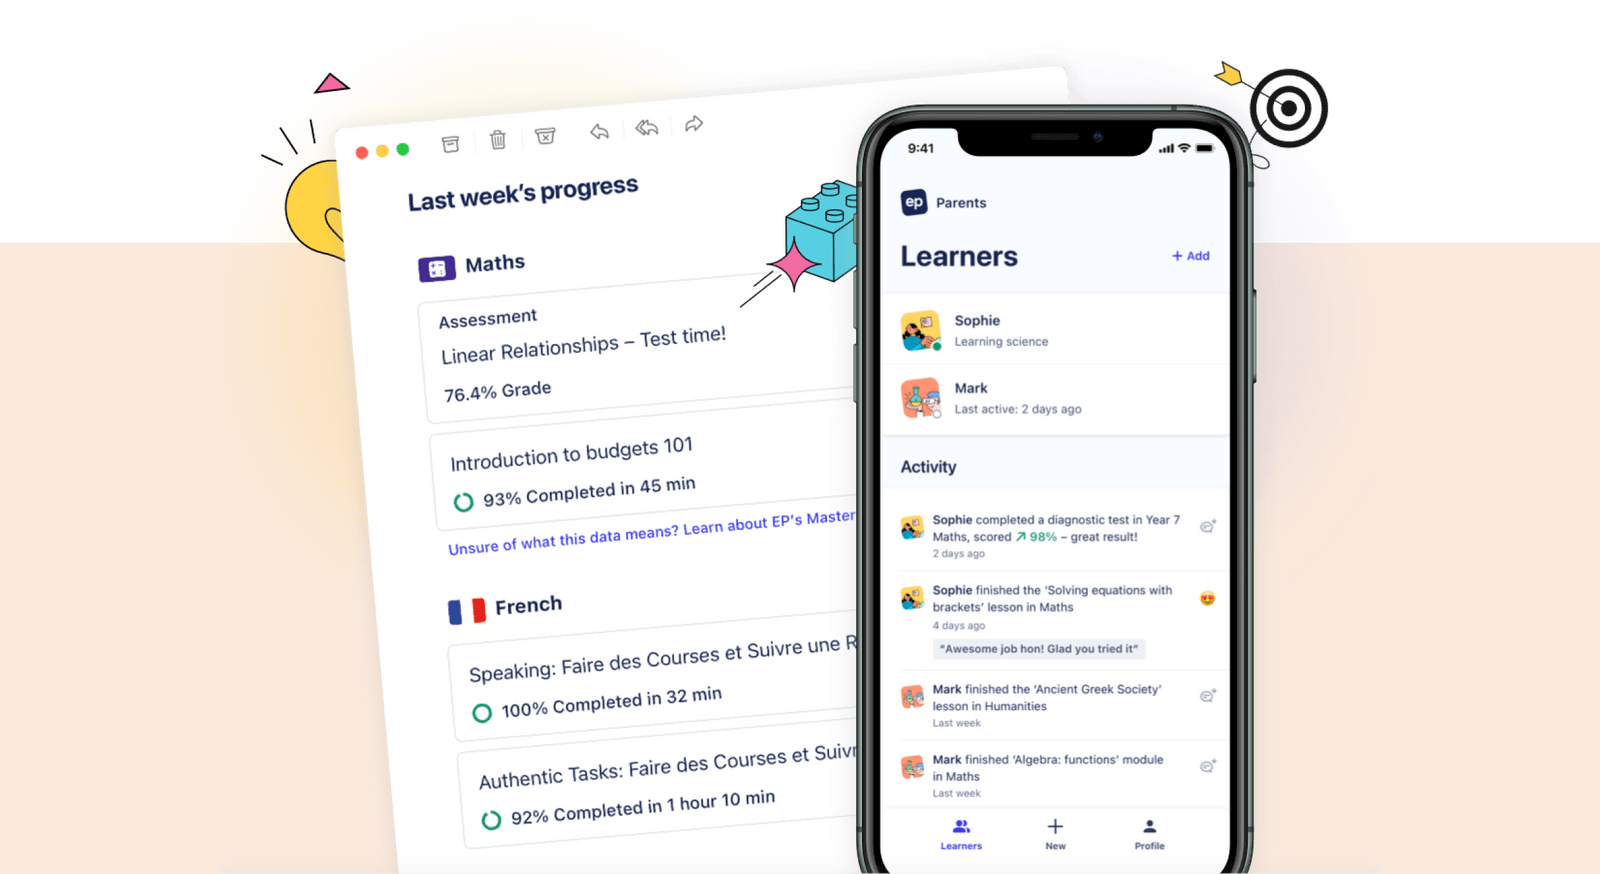 Last week's progress
Maths
Assessment
Linear Relationships – Test time!
76.4% Grade
Introduction to budgets 101
93% Completed in 45 min
Unsure of what this data means? Learn about EP's Master
French
Speaking: Faire des Courses et Suivre une R
100% Completed in 32 min
Authentic Tasks: Faire des Courses et Suivr
92% Completed in 1 hour 10 min
9:41
ep Parents
Learners
+ Add
Sophie
Learning science
Mark
Last active: 2 days ago
Activity
Sophie completed a diagnostic test in Year 7
Maths, scored ↗ 98% – great result!
2 days ago
Sophie finished the ‘Solving equations with
brackets’ lesson in Maths
4 days ago
“Awesome job hon! Glad you tried it”
Mark finished the ‘Ancient Greek Society’
lesson in Humanities
Last week
Mark finished ‘Algebra: functions’ module
in Maths
Last week
Learners
New
Profile